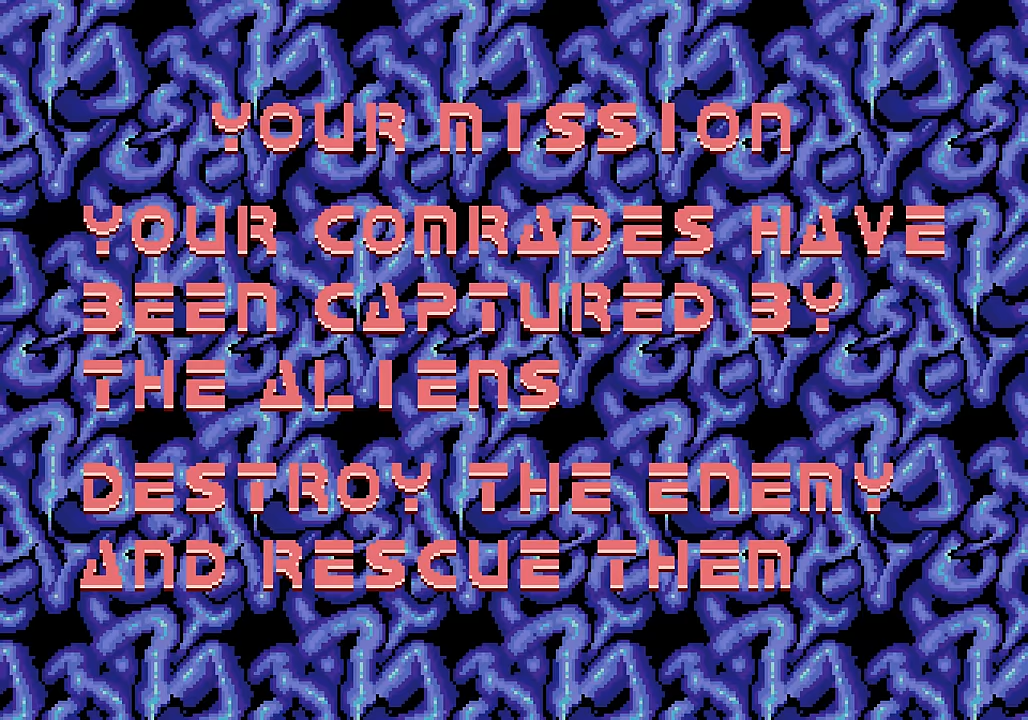 YOUR MISSION
YOUR COMRADES HAVE
BEEN CAPTURED BY
THE ALIENS
DESTROY THE ENEMY
AND RESCUE THEM